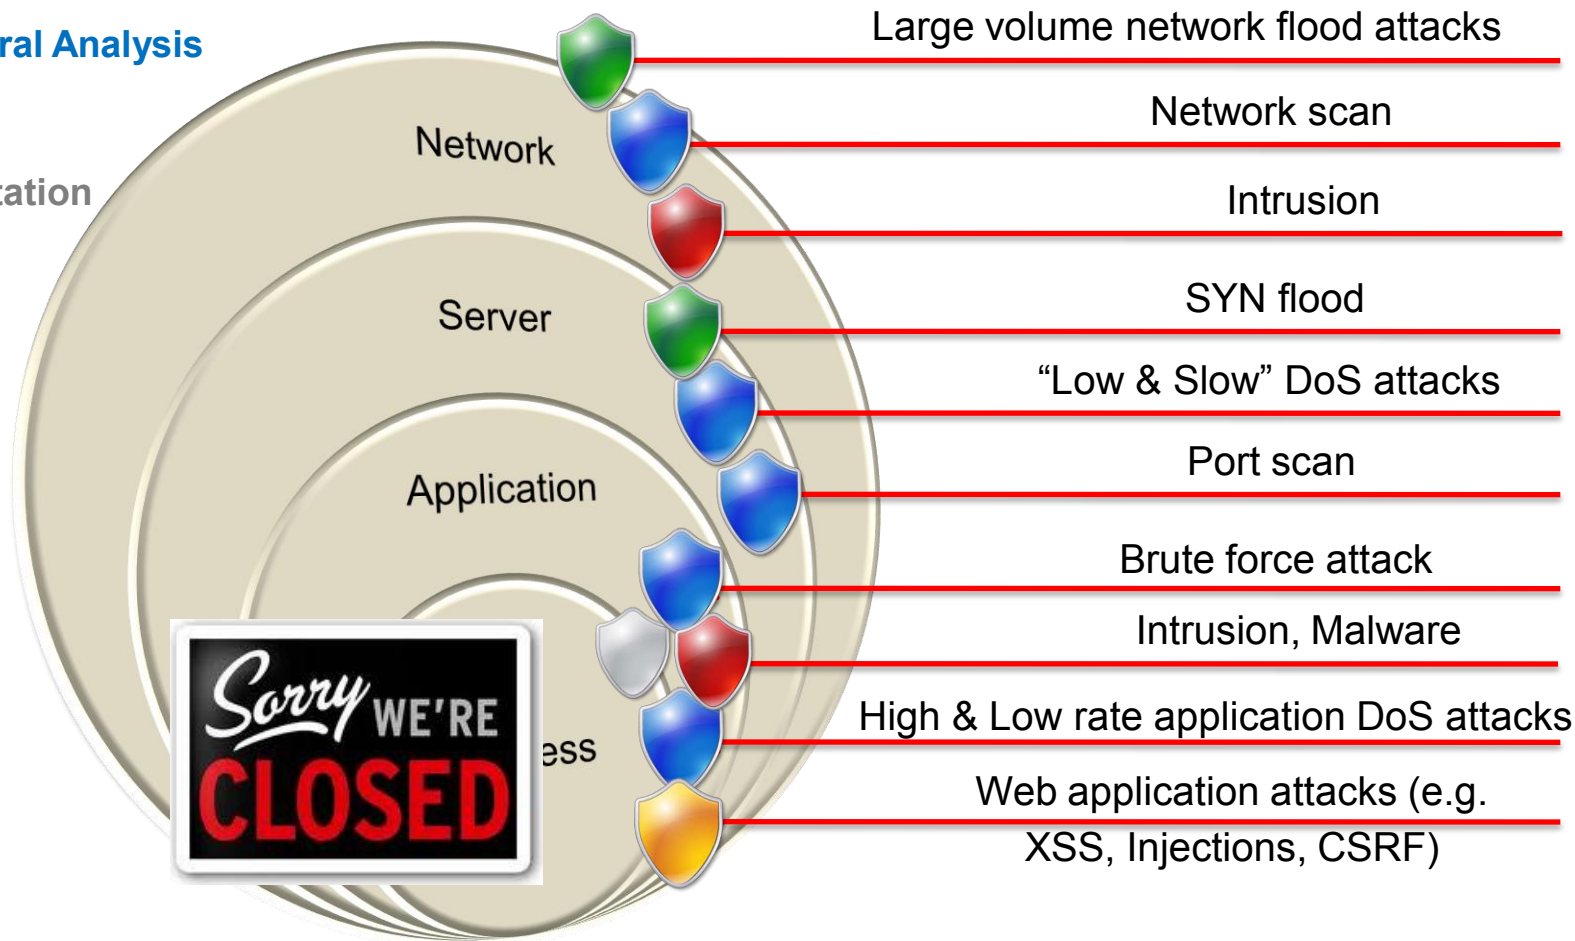 ral Analysis
tation
Network
Server
Application
ess
Sorry WE'RE
CLOSED
Large volume network flood attacks
Network scan
Intrusion
SYN flood
“Low & Slow” DoS attacks
Port scan
Brute force attack
Intrusion, Malware
High & Low rate application DoS attacks
Web application attacks (e.g.
XSS, Injections, CSRF)